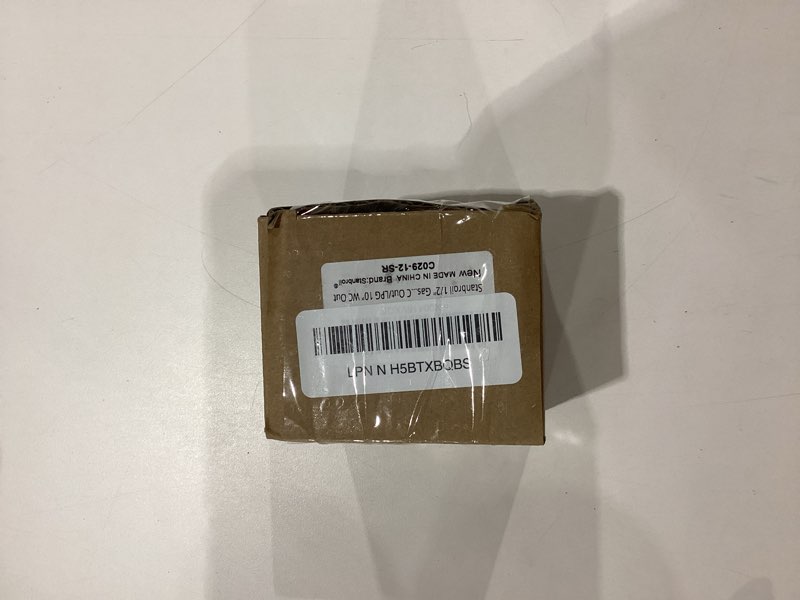 Stanbroil 1/2" Gas...C Out/LPG 10" WC Out
New MADE IN CHINA Brand:Stanbroil®
C029-12-SR
LPN N H5BTXBQBS